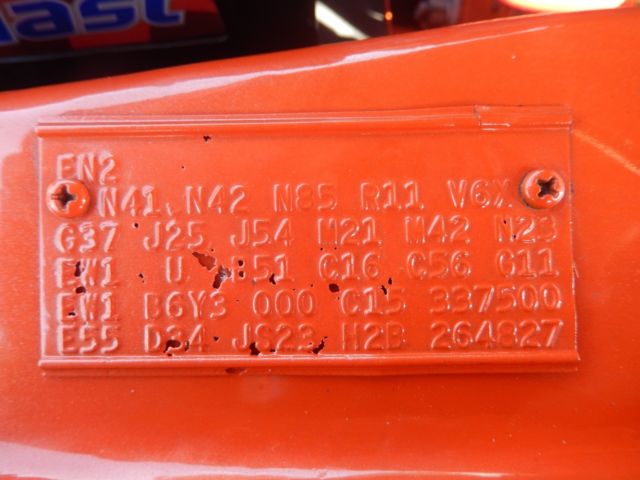 last
EN2
N41 N42 N85 R11 V6X
G37 J25 J54 M21 M42 N23
EW1 U B51 C16 C56 G11
EW1 B6Y3 000 C15 337500
E55 D34 JS23 H2B 264827